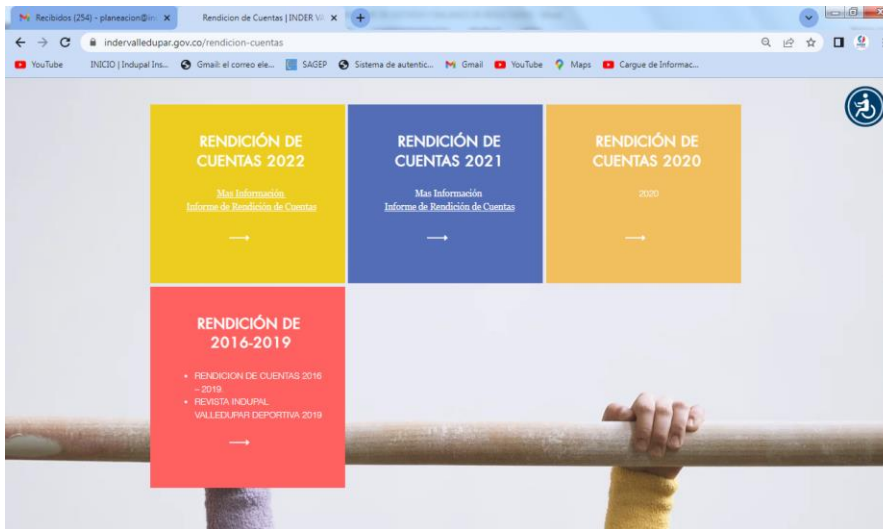 Recibidos (254) - planeacion@in
Rendicion de Cuentas | INDER VA
indervalledupar.gov.co/rendicion-cuentas
YouTube
INICIO | Indupal Ins...
Gmail: el correo ele...
SAGEP
Sistema de autentic...
Gmail
YouTube
Maps
Cargue de Informac...
RENDICIÓN DE
CUENTAS 2022
Mas Información
Informe de Rendición de Cuentas
RENDICIÓN DE
CUENTAS 2021
Mas Información
Informe de Rendición de Cuentas
RENDICIÓN DE
CUENTAS 2020
2020
RENDICIÓN DE
2016-2019
RENDICION DE CUENTAS 2016
– 2019.
REVISTA INDUPAL
VALLEDUPAR DEPORTIVA 2019